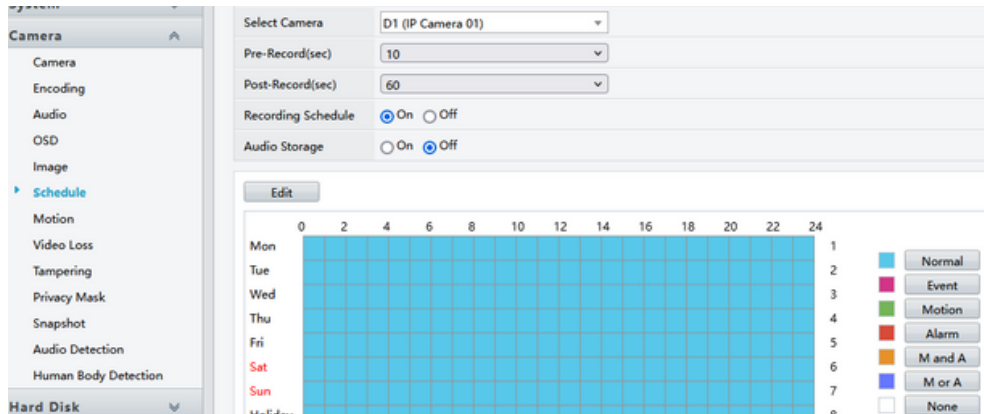 System
Camera
Camera
Encoding
Audio
OSD
Image
Schedule
Motion
Video Loss
Tampering
Privacy Mask
Snapshot
Audio Detection
Human Body Detection
Hard Disk
Select Camera D1 (IP Camera 01)
Pre-Record(sec) 10
Post-Record(sec) 60
Recording Schedule On Off
Audio Storage On Off
Edit
0 2 4 6 8 10 12 14 16 18 20 22 24
Mon 1
Tue 2
Wed 3
Thu 4
Fri 5
Sat 6
Sun 7
Holiday 8
Normal
Event
Motion
Alarm
M and A
M or A
None